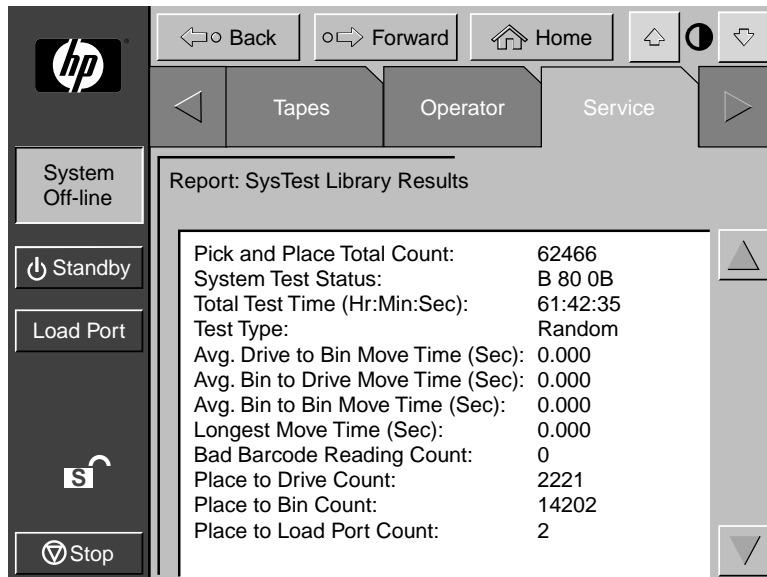 hp
Back
Forward
Home
Tapes
Operator
Service
System
Off-line
Standby
Load Port
S
Stop
Report: SysTest Library Results
Pick and Place Total Count: 62466
System Test Status: B 80 0B
Total Test Time (Hr:Min:Sec): 61:42:35
Test Type: Random
Avg. Drive to Bin Move Time (Sec): 0.000
Avg. Bin to Drive Move Time (Sec): 0.000
Avg. Bin to Bin Move Time (Sec): 0.000
Longest Move Time (Sec): 0.000
Bad Barcode Reading Count: 0
Place to Drive Count: 2221
Place to Bin Count: 14202
Place to Load Port Count: 2